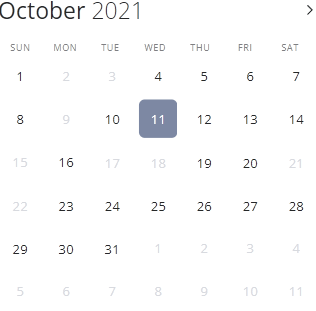 October 2021
SUN MON TUE WED THU FRI SAT
1 2 3 4 5 6 7
8 9 10 11 12 13 14
15 16 17 18 19 20 21
22 23 24 25 26 27 28
29 30 31 1 2 3 4
5 6 7 8 9 10 11